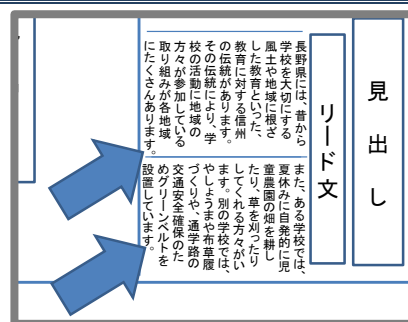 見出し
リード文
長野県には、昔から
学校を大切にする
風土や地域に根ざ
した教育といった、
教育に対する信州
の伝統があります。
その伝統により、学
校の活動に地域の
方々が参加している
取り組みが各地域
にたくさんあります。
また、ある学校では、
夏休みに自発的に児
童農園の畑を耕し
たり、草を刈ったり
してくれる方々がい
ます。別の学校では、
やしょうまや布草履
づくりや、通学路の
交通安全確保のた
めグリーンベルトを
設置しています。